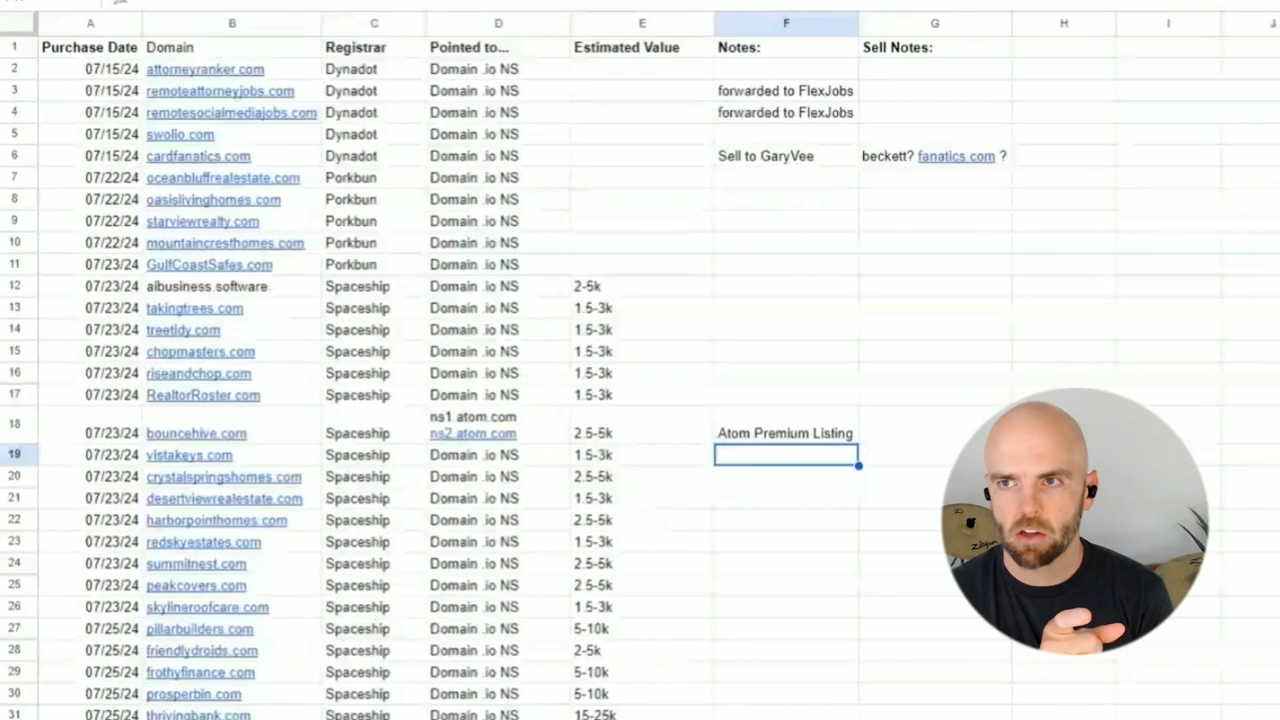 A B C D E F G H I J
1 Purchase Date Domain Registrar Pointed to... Estimated Value Notes: Sell Notes:
2 07/15/24 attorneyranker.com Dynadot Domain .io NS
3 07/15/24 remoteattorneyjobs.com Dynadot Domain .io NS forwarded to FlexJobs
4 07/15/24 remotesocialmediajobs.com Dynadot Domain .io NS forwarded to FlexJobs
5 07/15/24 swolio.com Dynadot Domain .io NS
6 07/15/24 cardfanatics.com Dynadot Domain .io NS Sell to GaryVee beckett? fanatics.com ?
7 07/22/24 oceanbluffrealestate.com Porkbun Domain .io NS
8 07/22/24 oasislivinghomes.com Porkbun Domain .io NS
9 07/22/24 starviewrealty.com Porkbun Domain .io NS
10 07/22/24 mountaincresthomes.com Porkbun Domain .io NS
11 07/23/24 GulfCoastSafes.com Porkbun Domain .io NS
12 07/23/24 aibusiness.software Spaceship Domain .io NS 2-5k
13 07/23/24 takingtrees.com Spaceship Domain .io NS 1.5-3k
14 07/23/24 treetidy.com Spaceship Domain .io NS 1.5-3k
15 07/23/24 chopmasters.com Spaceship Domain .io NS 1.5-3k
16 07/23/24 riseandchop.com Spaceship Domain .io NS 1.5-3k
17 07/23/24 RealtorRoster.com Spaceship Domain .io NS 1.5-3k
ns1.atom.com
18 07/23/24 bouncehive.com Spaceship ns2.atom.com 2.5-5k Atom Premium Listing
19 07/23/24 vistakeys.com Spaceship Domain .io NS 1.5-3k
20 07/23/24 crystalspringshomes.com Spaceship Domain .io NS 2.5-5k
21 07/23/24 desertviewrealestate.com Spaceship Domain .io NS 1.5-3k
22 07/23/24 harborpointhomes.com Spaceship Domain .io NS 2.5-5k
23 07/23/24 redskyestates.com Spaceship Domain .io NS 1.5-3k
24 07/23/24 summitnest.com Spaceship Domain .io NS 2.5-5k
25 07/23/24 peakcovers.com Spaceship Domain .io NS 2.5-5k
26 07/23/24 skylineroofcare.com Spaceship Domain .io NS 1.5-3k
27 07/25/24 pillarbuilders.com Spaceship Domain .io NS 5-10k
28 07/25/24 friendlydroids.com Spaceship Domain .io NS 2-5k
29 07/25/24 frothyfinance.com Spaceship Domain .io NS 5-10k
30 07/25/24 prosperbin.com Spaceship Domain .io NS 5-10k
31 07/25/24 thrivingbank.com Spaceship Domain .io NS 15-25k